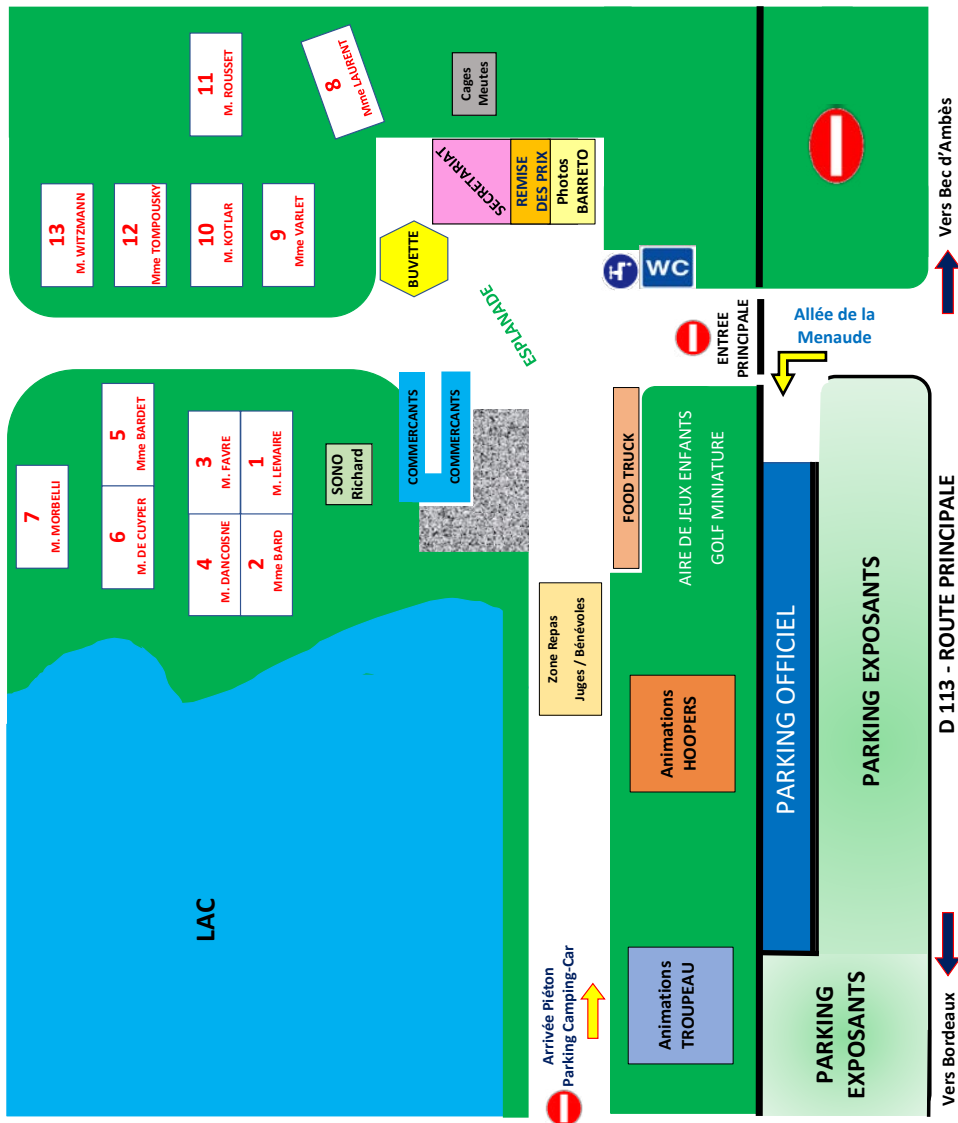 13
M. WITZMANN
12
Mme TOMPOUSKY
11
M. ROUSSET
10
M. KOTLAR
9
Mme VARLET
8
Mme LAURENT
Cages
Meutes
SECRETARIAT
REMISE
DES PRIX
Photos
BARRETO
BUVETTE
ESPLANADE
WC
ENTREE
PRINCIPALE
Allée de la
Menaude
Vers Bec d'Ambès
7
M. MORBELLI
5
Mme BARDET
6
M. DE CUYPER
3
M. FAVRE
1
M. LEMAIRE
4
M. DANCOISNE
2
Mme BARD
SONO
Richard
COMMERCANTS
COMMERCANTS
FOOD TRUCK
AIRE DE JEUX ENFANTS
GOLF MINIATURE
Zone Repas
Juges / Bénévoles
Animations
HOOPERS
PARKING OFFICIEL
PARKING EXPOSANTS
D 113 - ROUTE PRINCIPALE
LAC
Arrivée Piéton
Parking Camping-Car
Animations
TROUPEAU
PARKING
EXPOSANTS
Vers Bordeaux